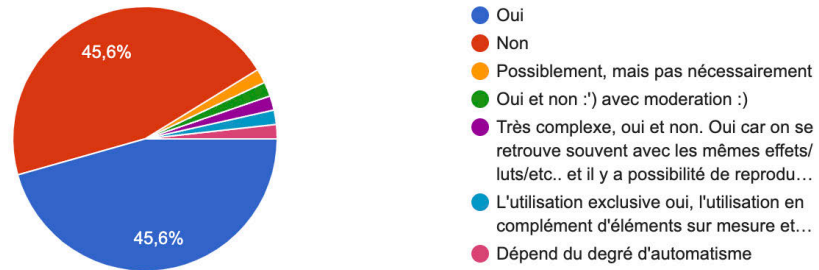 45,6%
45,6%
Oui
Non
Possiblement, mais pas nécessairement
Oui et non :') avec moderation :)
Très complexe, oui et non. Oui car on se
retrouve souvent avec les mêmes effets/
luts/etc.. et il y a possibilité de reprodu…
L'utilisation exclusive oui, l'utilisation en
complément d'éléments sur mesure et…
Dépend du degré d'automatisme